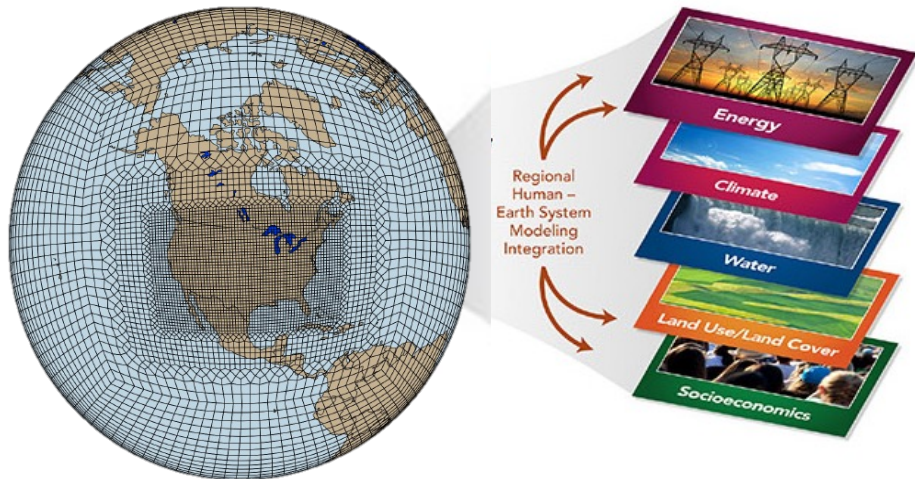 Energy
Climate
Regional
Human –
Earth System
Modeling
Integration
Water
Land Use/Land Cover
Socioeconomics